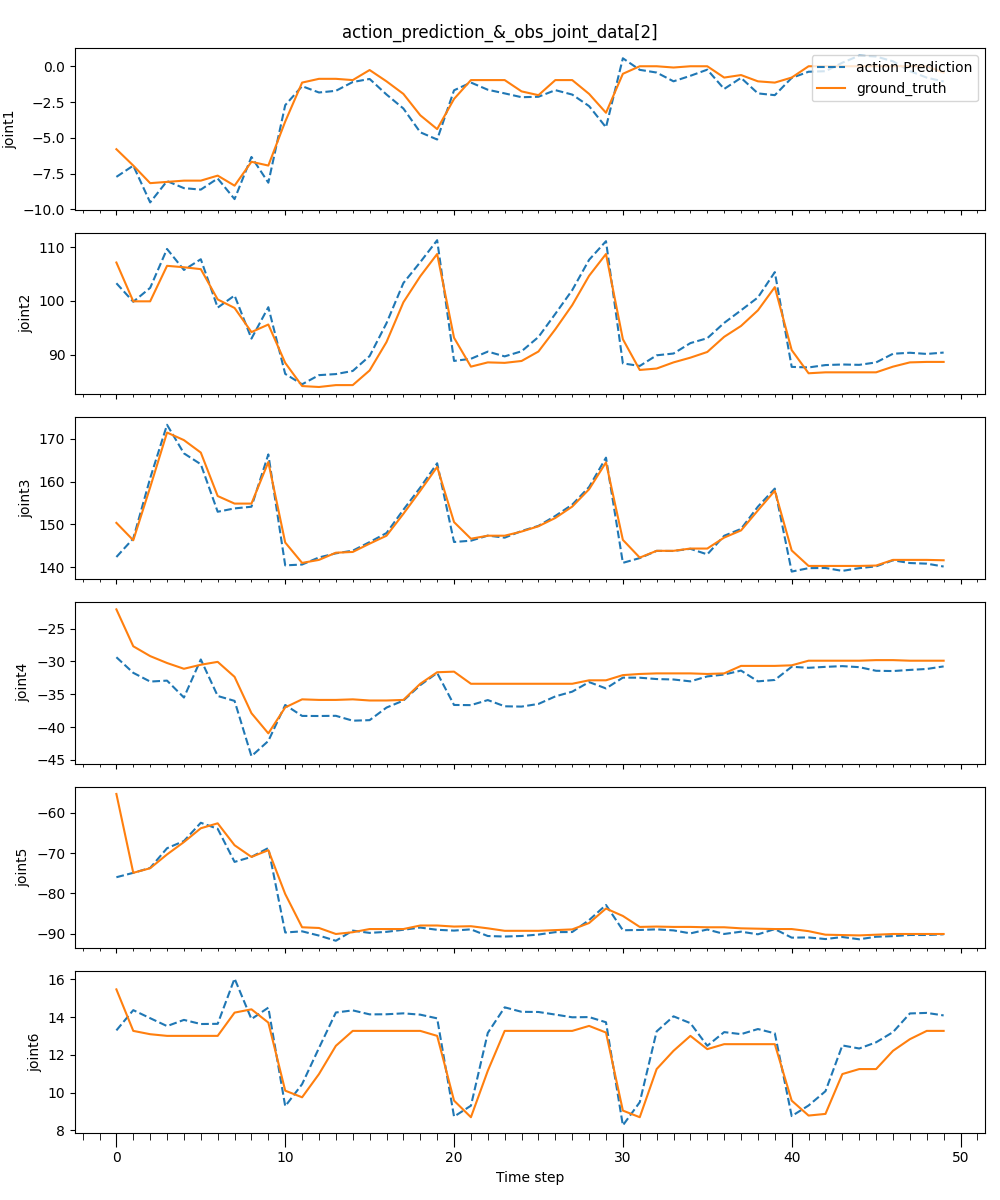 action_prediction_&_obs_joint_data[2]
action Prediction
ground_truth
joint1
0.0
−2.5
−5.0
−7.5
−10.0
joint2
110
100
90
joint3
170
160
150
140
joint4
−25
−30
−35
−40
−45
joint5
−60
−70
−80
−90
joint6
16
14
12
10
8
0 10 20 30 40 50
Time step